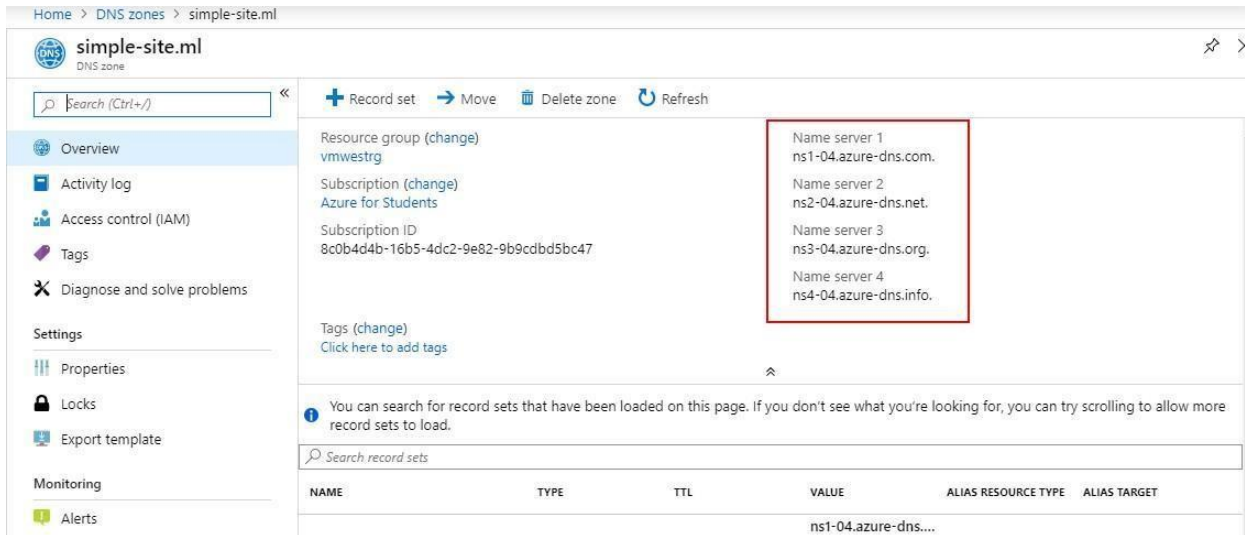 Home > DNS zones > simple-site.ml
simple-site.ml
DNS
DNS zone
Search (Ctrl+/)
«
Overview
Activity log
Access control (IAM)
Tags
Diagnose and solve problems
Settings
Properties
Locks
Export template
Monitoring
Alerts
Record set Move Delete zone Refresh
Resource group (change)
vmwestrg
Subscription (change)
Azure for Students
Subscription ID
8c0b4d4b-16b5-4dc2-9e82-9b9cdbd5bc47
Tags (change)
Click here to add tags
Name server 1
ns1-04.azure-dns.com.
Name server 2
ns2-04.azure-dns.net.
Name server 3
ns3-04.azure-dns.org.
Name server 4
ns4-04.azure-dns.info.
You can search for record sets that have been loaded on this page. If you don't see what you're looking for, you can try scrolling to allow more
record sets to load.
Search record sets
NAME TYPE TTL VALUE ALIAS RESOURCE TYPE ALIAS TARGET
ns1-04.azure-dns....